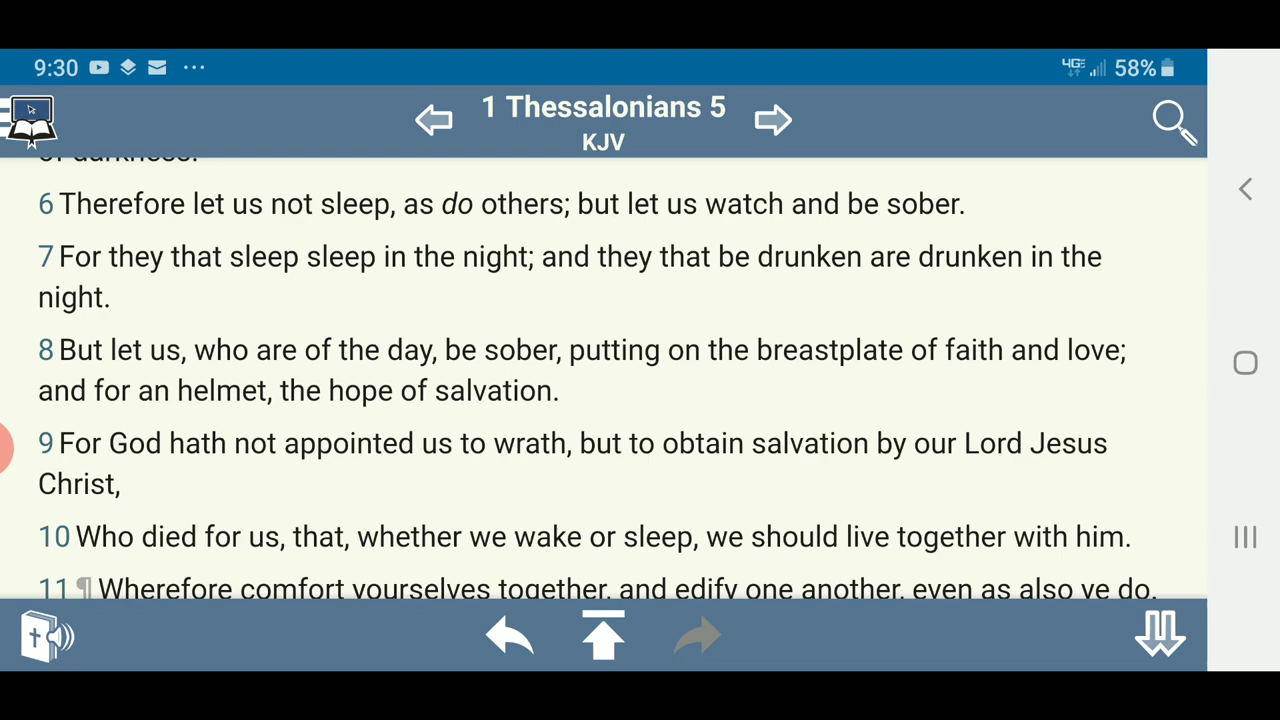 9:30 ... 4GE 58%
1 Thessalonians 5
KJV
of darkness.
6 Therefore let us not sleep, as do others; but let us watch and be sober.
7 For they that sleep sleep in the night; and they that be drunken are drunken in the
night.
8 But let us, who are of the day, be sober, putting on the breastplate of faith and love;
and for an helmet, the hope of salvation.
9 For God hath not appointed us to wrath, but to obtain salvation by our Lord Jesus
Christ,
10 Who died for us, that, whether we wake or sleep, we should live together with him.
11 ¶ Wherefore comfort yourselves together, and edify one another, even as also ye do.